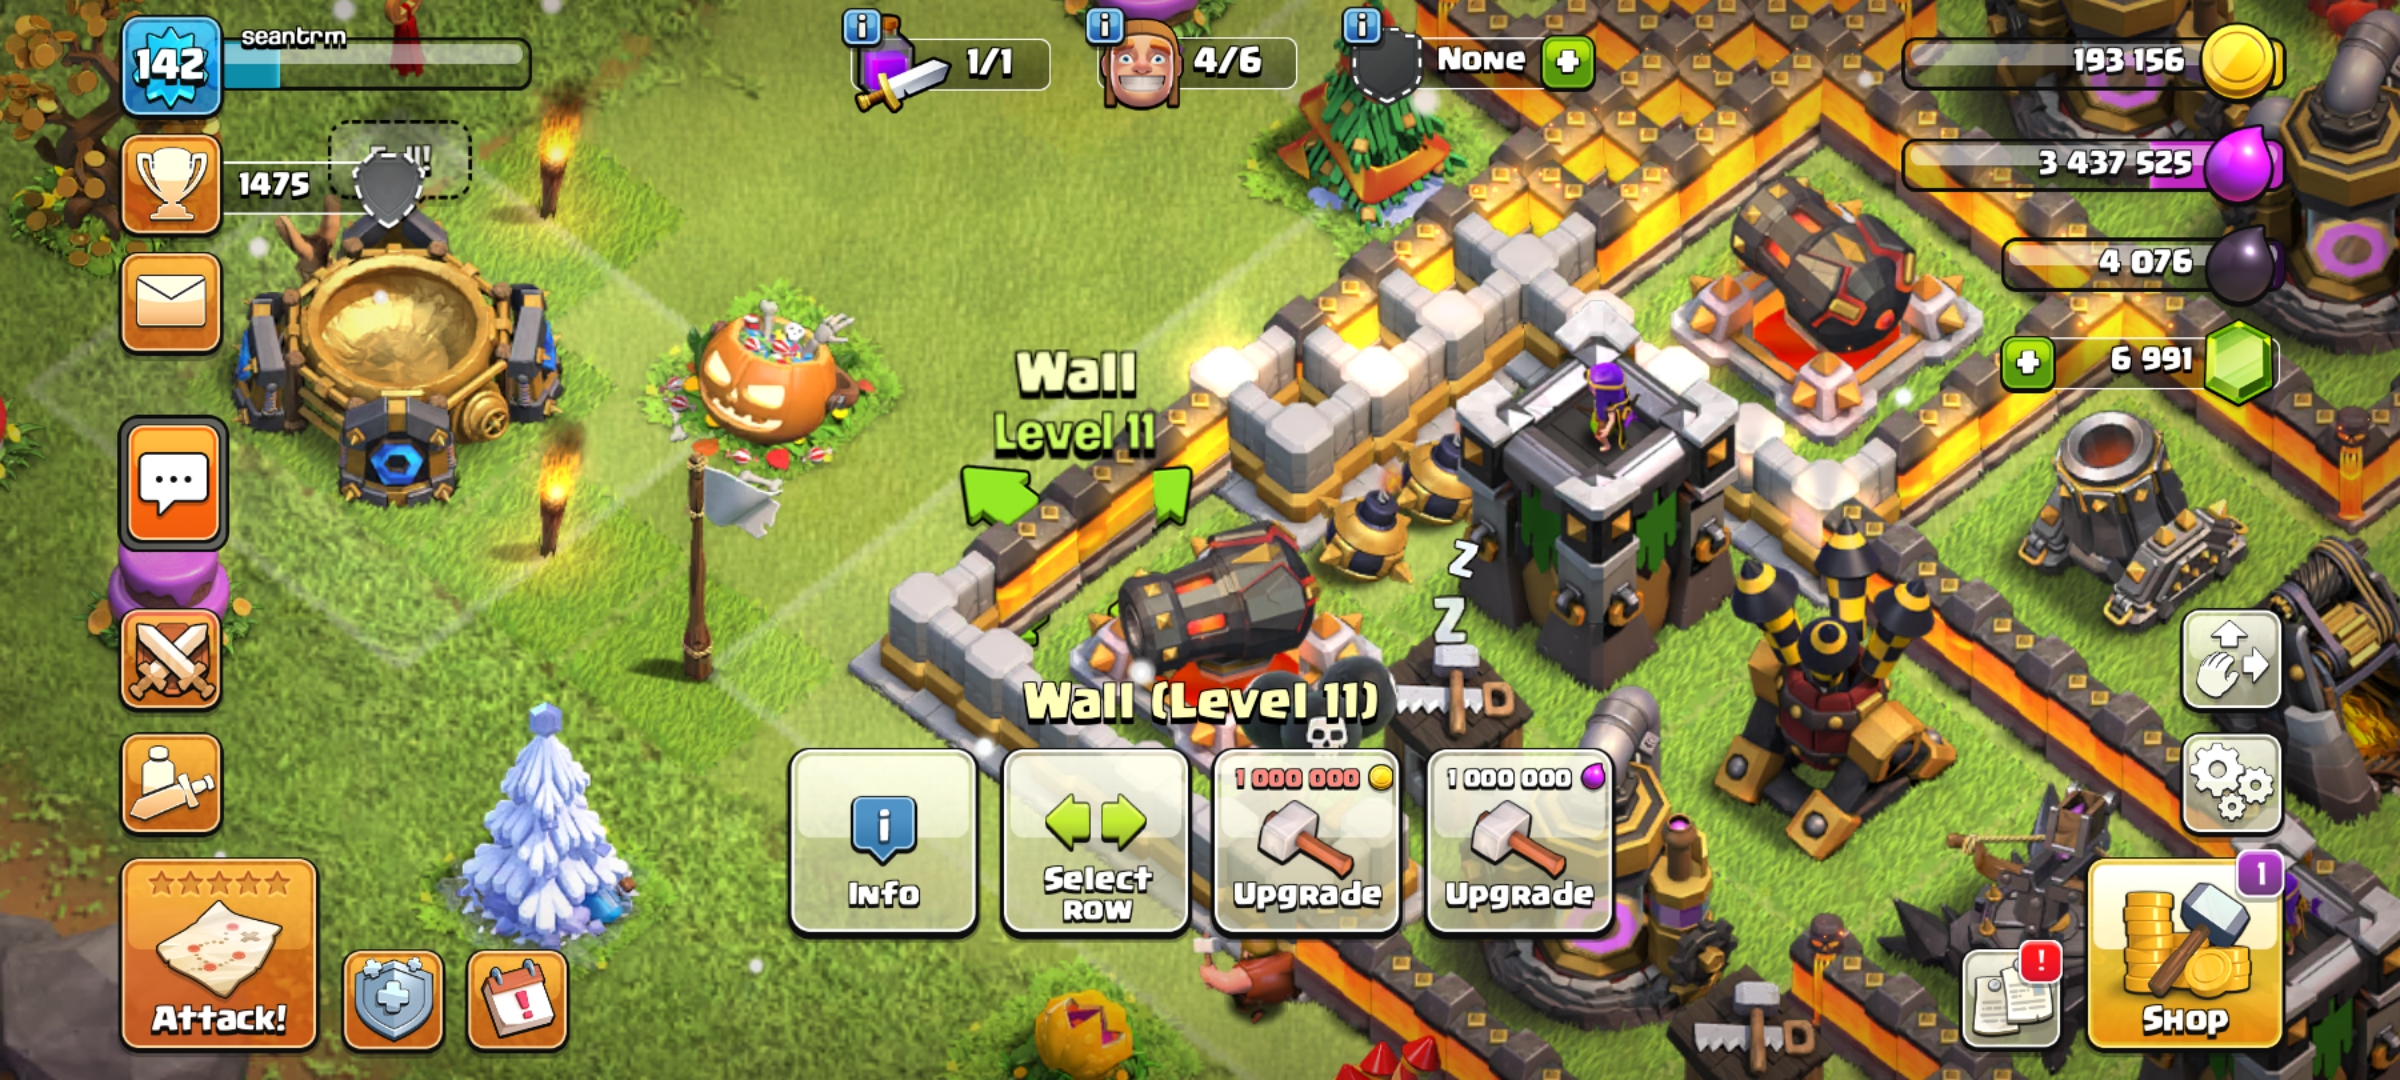 142
seantrm
1/1
4/6
None
193 156
3 437 525
4 076
6 991
1475
Wall
Level 11
Z
Z
Wall (Level 11)
Info
Select
Row
1 000 000
Upgrade
1 000 000
Upgrade
Attack!
1
Shop